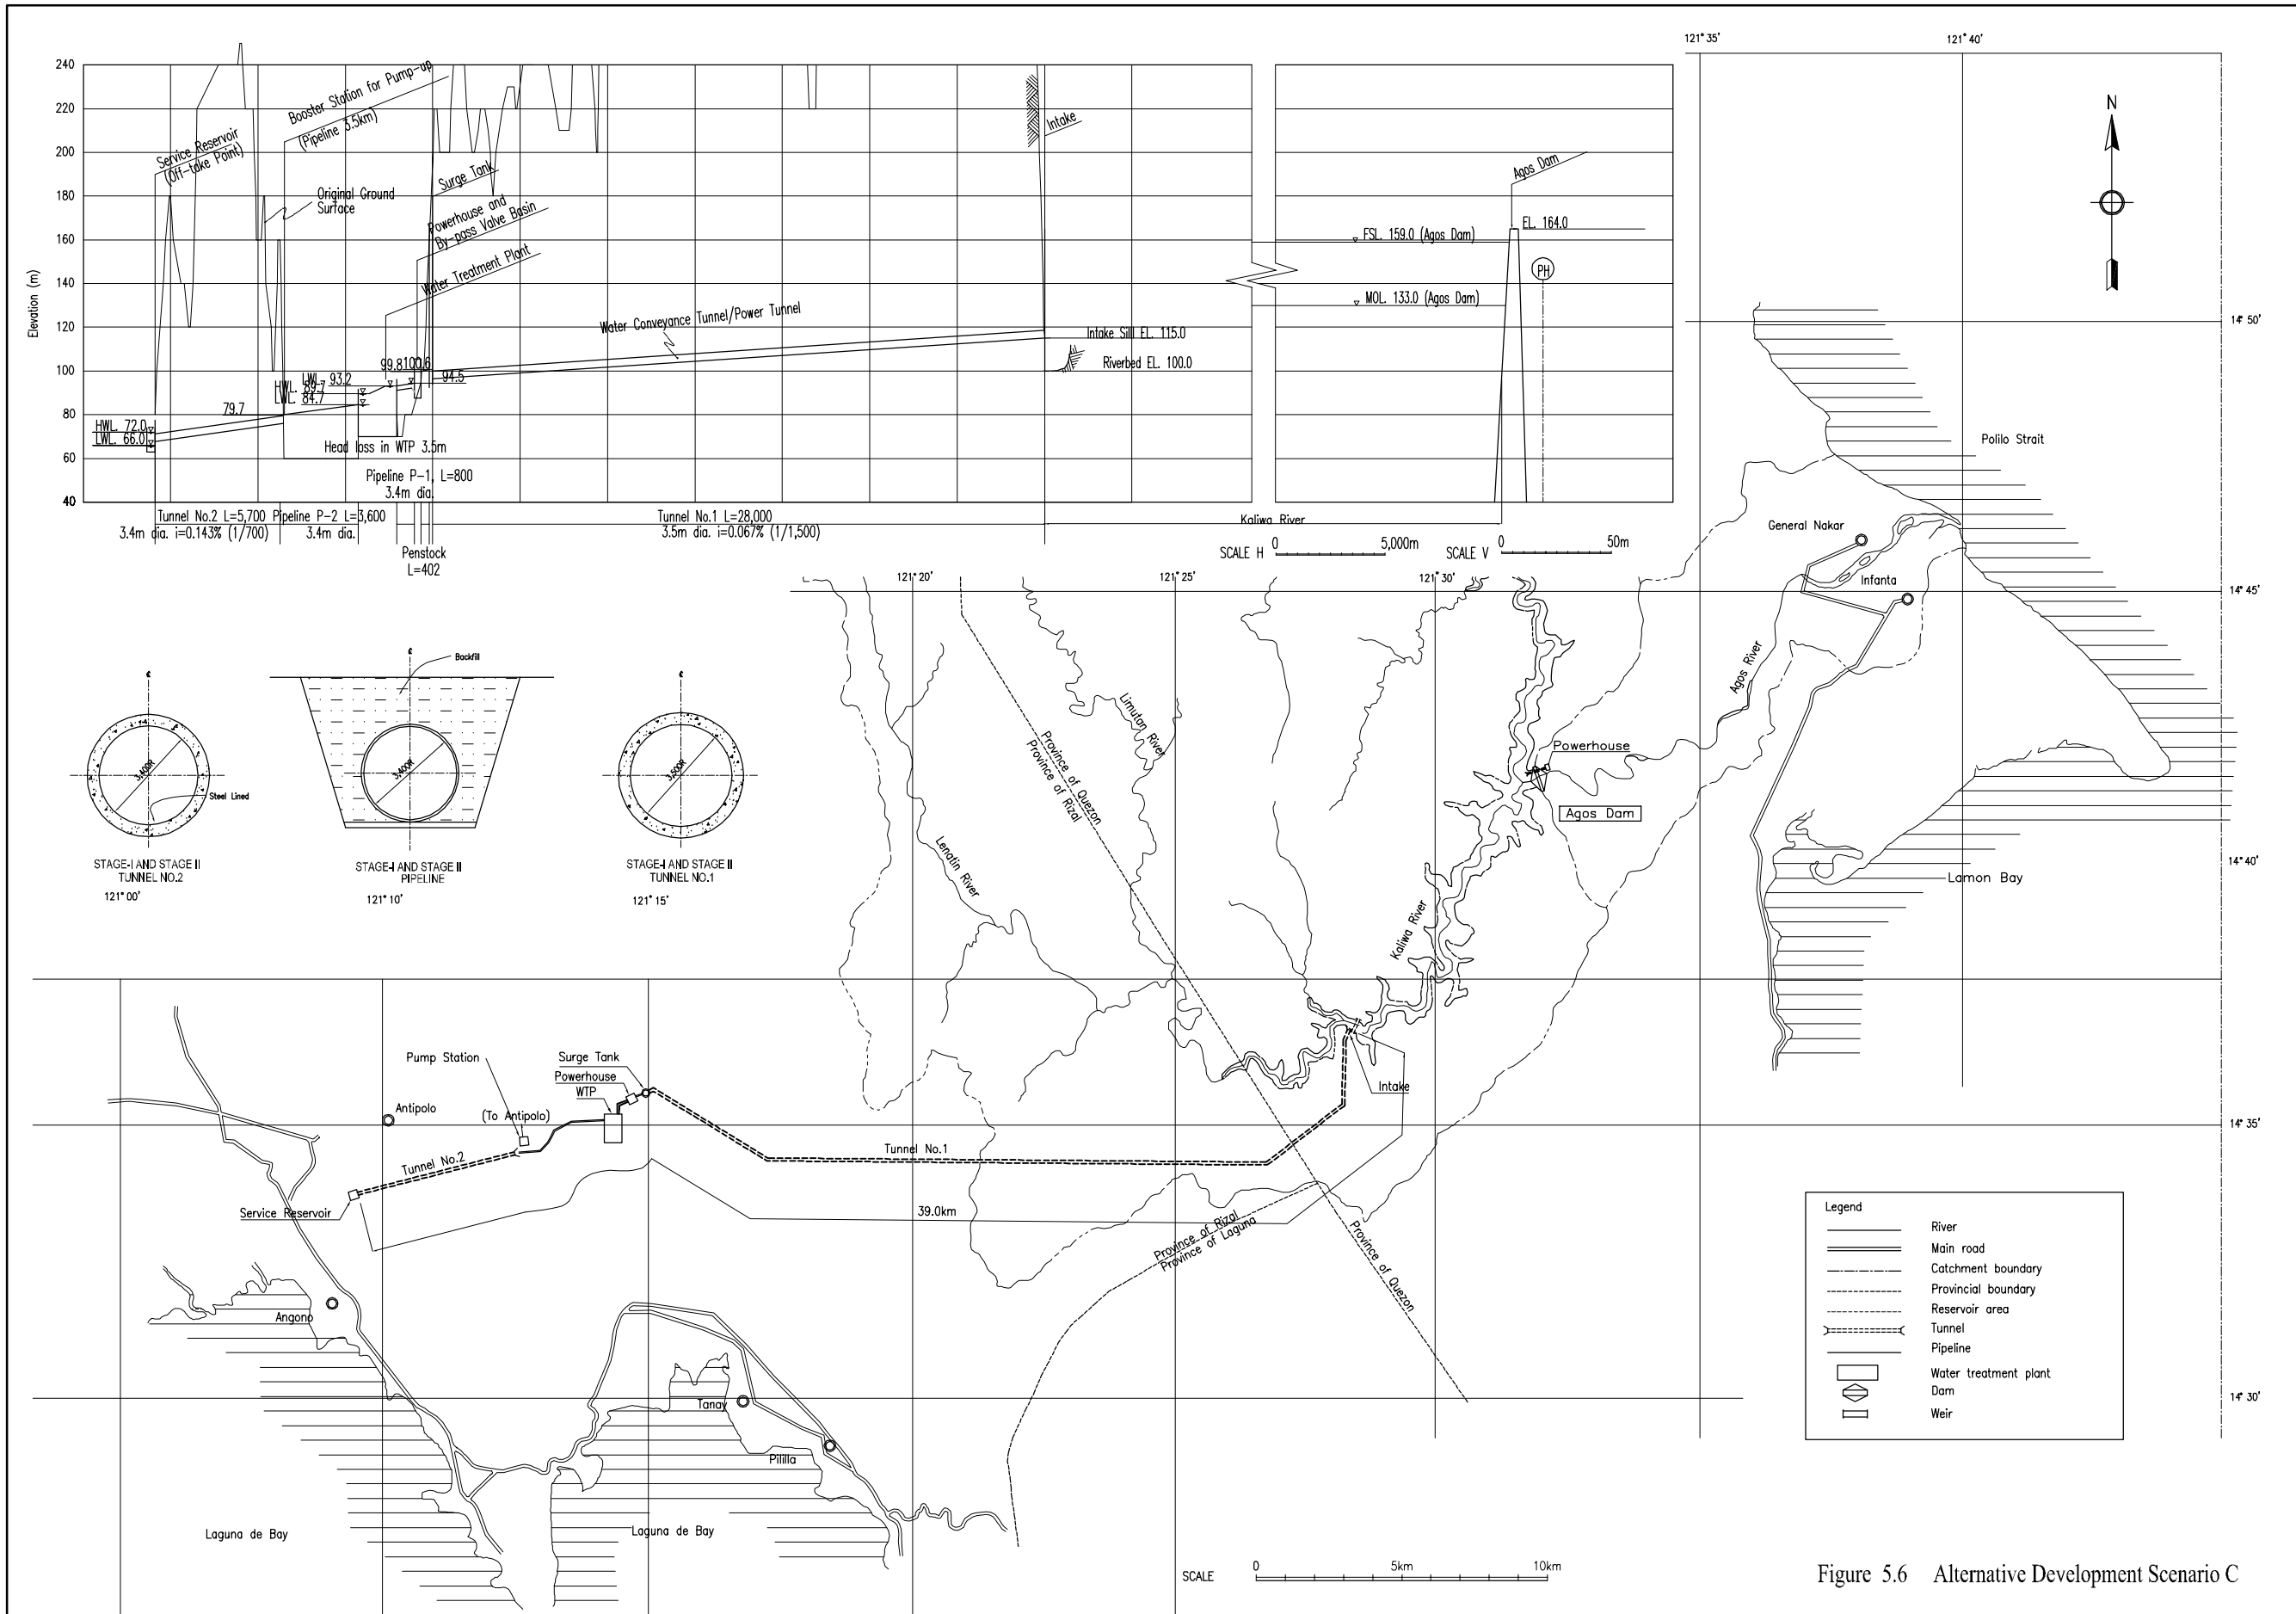 121° 35'
121° 40'
240
220
200
180
160
140
120
100
80
60
40
Elevation (m)
Service Reservoir
(Off-take Point)
Booster Station for Pump-up
(Pipeline 3.5km)
Original Ground
Surface
Surge Tank
Powerhouse and
By-pass Valve Basin
Water Treatment Plant
Water Conveyance Tunnel/Power Tunnel
Intake
Intake Sill EL. 115.0
Riverbed EL. 100.0
FSL. 159.0 (Agos Dam)
MOL. 133.0 (Agos Dam)
Agos Dam
EL. 164.0
PH
N
99.8
100.6
94.5
LWL. 93.2
HWL. 89.7
LWL. 84.7
79.7
HWL. 72.0
LWL. 66.0
Head loss in WTP 3.5m
Pipeline P-1, L=800
3.4m dia.
Tunnel No.2 L=5,700
3.4m dia. i=0.143% (1/700)
Pipeline P-2 L=3,600
3.4m dia.
Penstock
L=402
Tunnel No.1 L=28,000
3.5m dia. i=0.067% (1/1,500)
Kaliwa River
SCALE H 0 5,000m
SCALE V 0 50m
14° 50'
14° 45'
14° 40'
14° 35'
14° 30'
Polilo Strait
General Nakar
Infanta
Agos River
121° 20'
121° 25'
121° 30'
Backfill
3,400R
Steel Lined
3,400R
3,500R
STAGE-I AND STAGE II
TUNNEL NO.2
STAGE-I AND STAGE II
PIPELINE
STAGE-I AND STAGE II
TUNNEL NO.1
121° 00'
121° 10'
121° 15'
Limutan River
Province of Quezon
Province of Rizal
Lenatin River
Kaliwa River
Powerhouse
Agos Dam
Lamon Bay
Pump Station
Surge Tank
Powerhouse
WTP
Antipolo
(To Antipolo)
Tunnel No.2
Tunnel No.1
Intake
Service Reservoir
39.0km
Province of Rizal
Province of Laguna
Province of Quezon
Angono
Tanay
Pililla
Laguna de Bay
Laguna de Bay
Legend
River
Main road
Catchment boundary
Provincial boundary
Reservoir area
Tunnel
Pipeline
Water treatment plant
Dam
Weir
SCALE 0 5km 10km
Figure 5.6 Alternative Development Scenario C